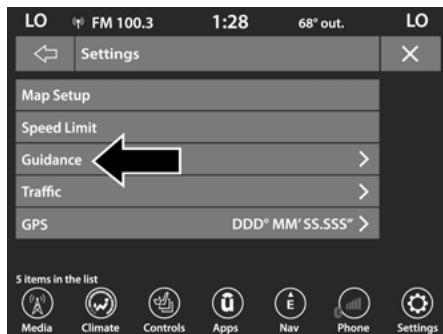 LO FM 100.3 1:28 68° out. LO
Settings
Map Setup
Speed Limit
Guidance
Traffic
GPS DDD° MM' SS.SSS"
5 items in the list
û Ê
Media Climate Controls Apps Nav Phone Settings